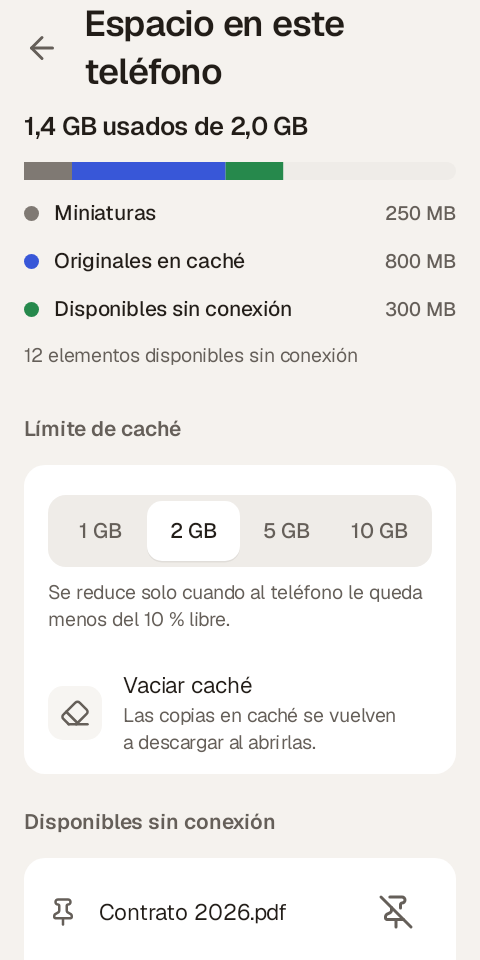 Espacio en este
teléfono
1,4 GB usados de 2,0 GB
Miniaturas 250 MB
Originales en caché 800 MB
Disponibles sin conexión 300 MB
12 elementos disponibles sin conexión
Límite de caché
1 GB 2 GB 5 GB 10 GB
Se reduce solo cuando al teléfono le queda
menos del 10 % libre.
Vaciar caché
Las copias en caché se vuelven
a descargar al abrirlas.
Disponibles sin conexión
Contrato 2026.pdf